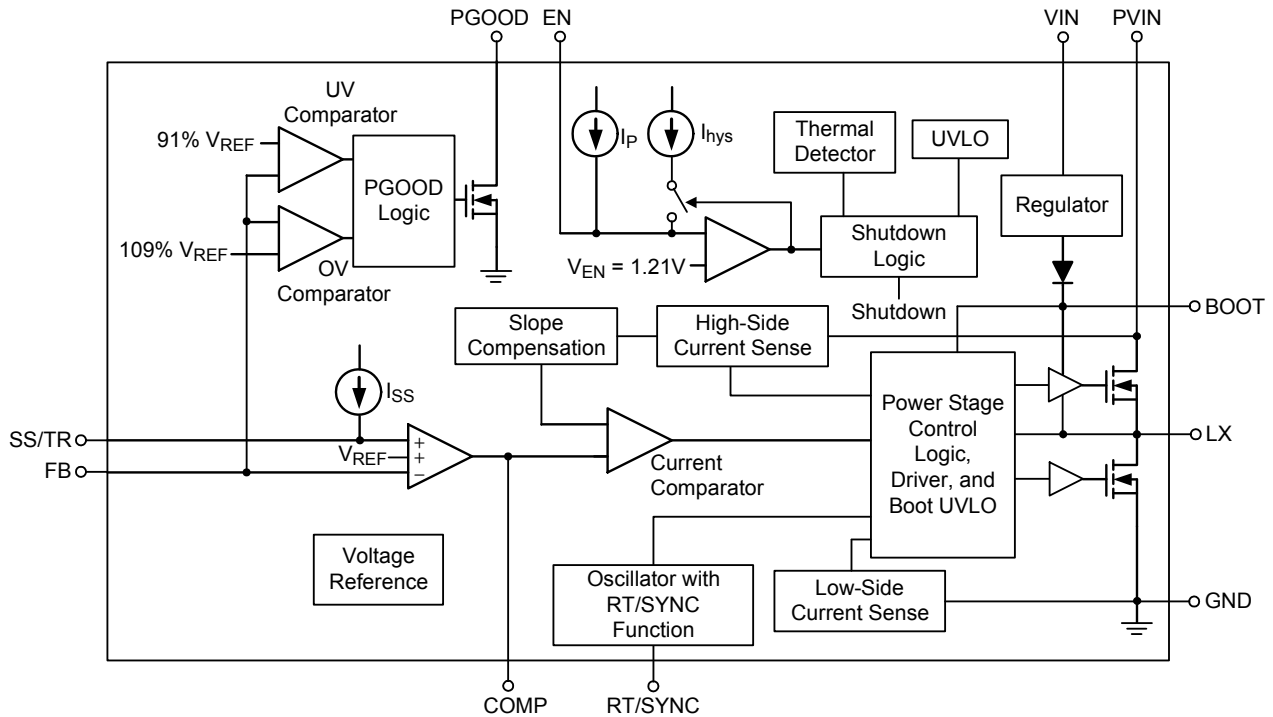 PGOOD EN VIN PVIN
UV
Comparator
91% VREF
PGOOD
Logic
109% VREF
OV
Comparator
IP
Ihys
Thermal
Detector
UVLO
Regulator
VEN = 1.21V
Shutdown
Logic
Shutdown
BOOT
Slope
Compensation
High-Side
Current Sense
ISS
SS/TR
VREF
FB
+
+
−
Current
Comparator
Power Stage
Control
Logic,
Driver, and
Boot UVLO
LX
Voltage
Reference
Oscillator with
RT/SYNC
Function
Low-Side
Current Sense
GND
COMP RT/SYNC